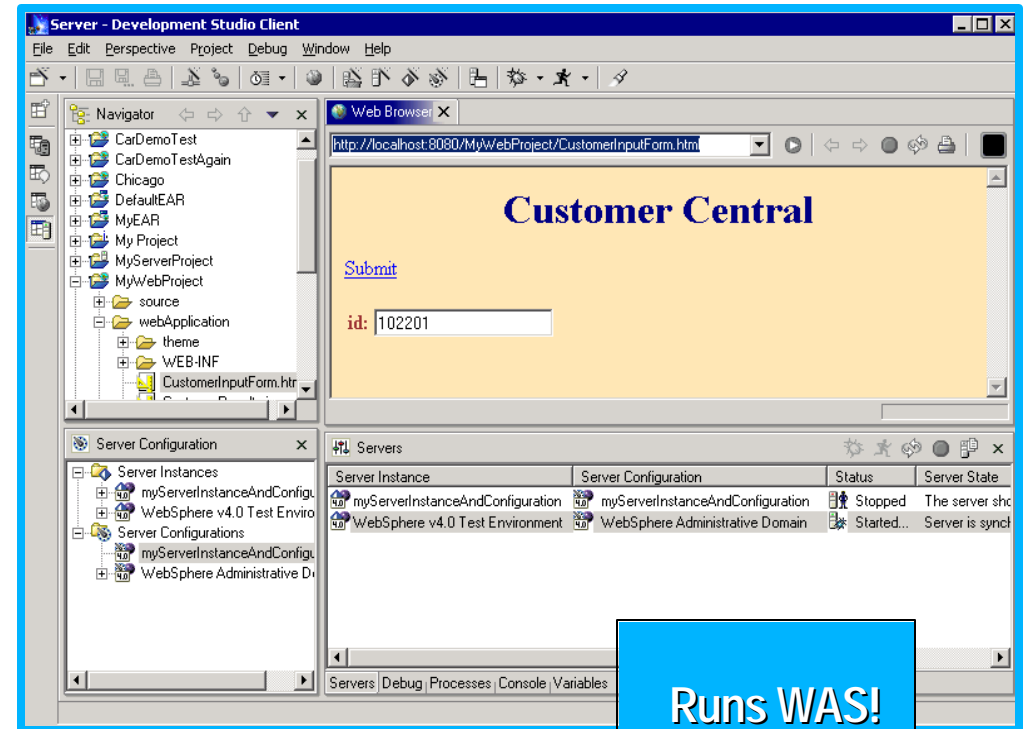 Server - Development Studio Client
File Edit Perspective Project Debug Window Help
Navigator
CarDemoTest
CarDemoTestAgain
Chicago
DefaultEAR
MyEAR
My Project
MyServerProject
MyWebProject
source
webApplication
theme
WEB-INF
CustomerInputForm.htr
Web Browser
http://localhost:8080/MyWebProject/CustomerInputForm.html
Customer Central
Submit
id: 102201
Server Configuration
Server Instances
myServerInstanceAndConfigu
WebSphere v4.0 Test Enviro
Server Configurations
myServerInstanceAndConfigu
WebSphere Administrative D
Servers
Server Instance Server Configuration Status Server State
myServerInstanceAndConfiguration myServerInstanceAndConfiguration Stopped The server sho
WebSphere v4.0 Test Environment WebSphere Administrative Domain Started... Server is synch
Servers Debug Processes Console Variables
Runs WAS!